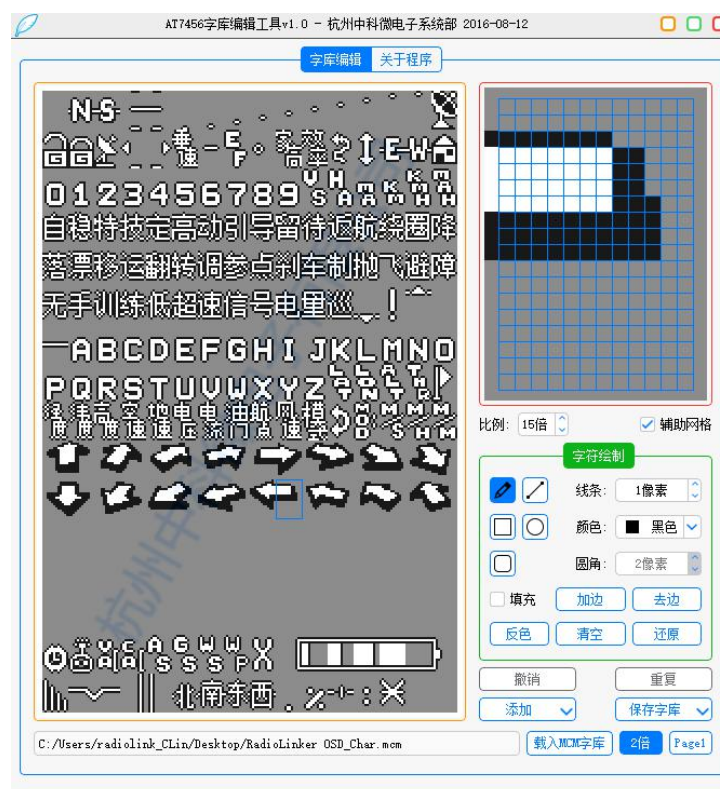 AT7456字库编辑工具v1.0 - 杭州中科微电子系统部 2016-08-12
字库编辑 关于程序
N-S
E-W
0123456789
自稳特技定高动引导留待返航绕圈降
落票移运翻转调参点刹车制抛飞避障
无手训练低超速信号电量巡 !
ABCDEFGHIJKLMNO
PQRSTUVWXYZ
北南东西
比例: 15倍 辅助网格
字符绘制
线条: 1像素
颜色: 黑色
圆角: 2像素
填充 加边 去边
反色 清空 还原
撤销 重复
添加 保存字库
C:/Users/radiolink_CLin/Desktop/RadioLinker OSD_Char.mcm 载入MCM字库 2倍 Page1